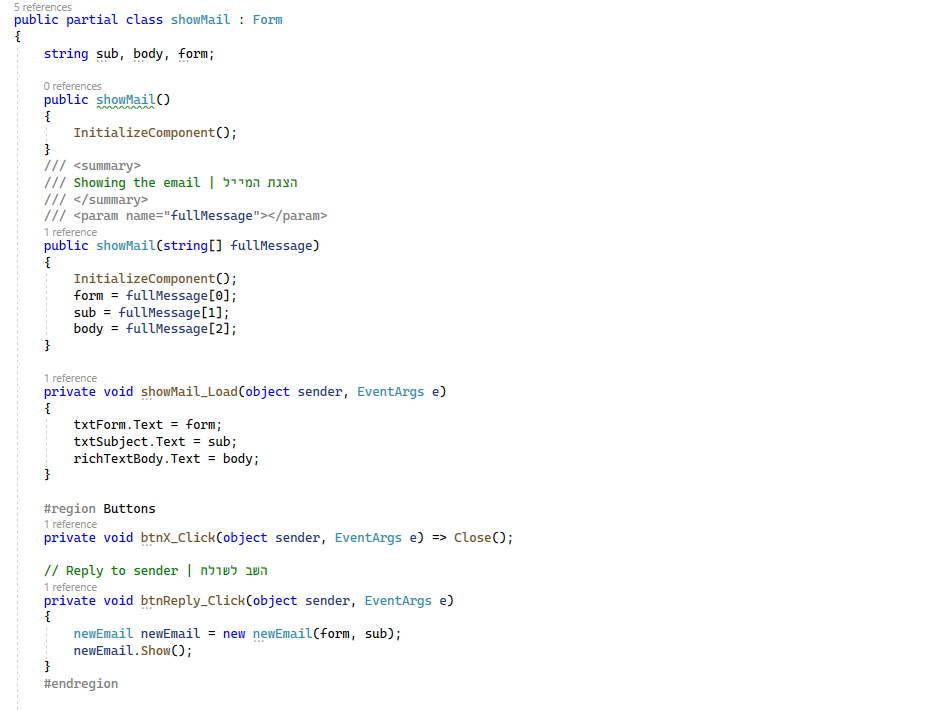 5 references
public partial class showMail : Form
{
string sub, body, form;
0 references
public showMail()
{
InitializeComponent();
}
/// <summary>
/// Showing the email | הצגת המייל
/// </summary>
/// <param name="fullMessage"></param>
1 reference
public showMail(string[] fullMessage)
{
InitializeComponent();
form = fullMessage[0];
sub = fullMessage[1];
body = fullMessage[2];
}
1 reference
private void showMail_Load(object sender, EventArgs e)
{
txtForm.Text = form;
txtSubject.Text = sub;
richTextBody.Text = body;
}
#region Buttons
1 reference
private void btnX_Click(object sender, EventArgs e) => Close();
// Reply to sender | השב לשולח
1 reference
private void btnReply_Click(object sender, EventArgs e)
{
newEmail newEmail = new newEmail(form, sub);
newEmail.Show();
}
#endregion